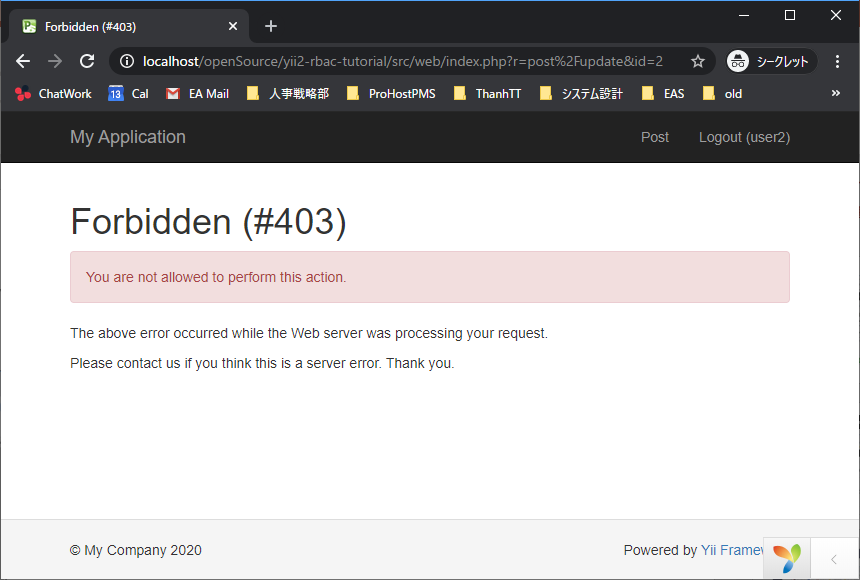 Forbidden (#403)
localhost/openSource/yii2-rbac-tutorial/src/web/index.php?r=post%2Fupdate&id=2 シークレット
ChatWork 13 Cal EA Mail 人事戦略部 ProHostPMS ThanhTT システム設計 EAS old »
My Application Post Logout (user2)
Forbidden (#403)
You are not allowed to perform this action.
The above error occurred while the Web server was processing your request.
Please contact us if you think this is a server error. Thank you.
© My Company 2020 Powered by Yii Framew